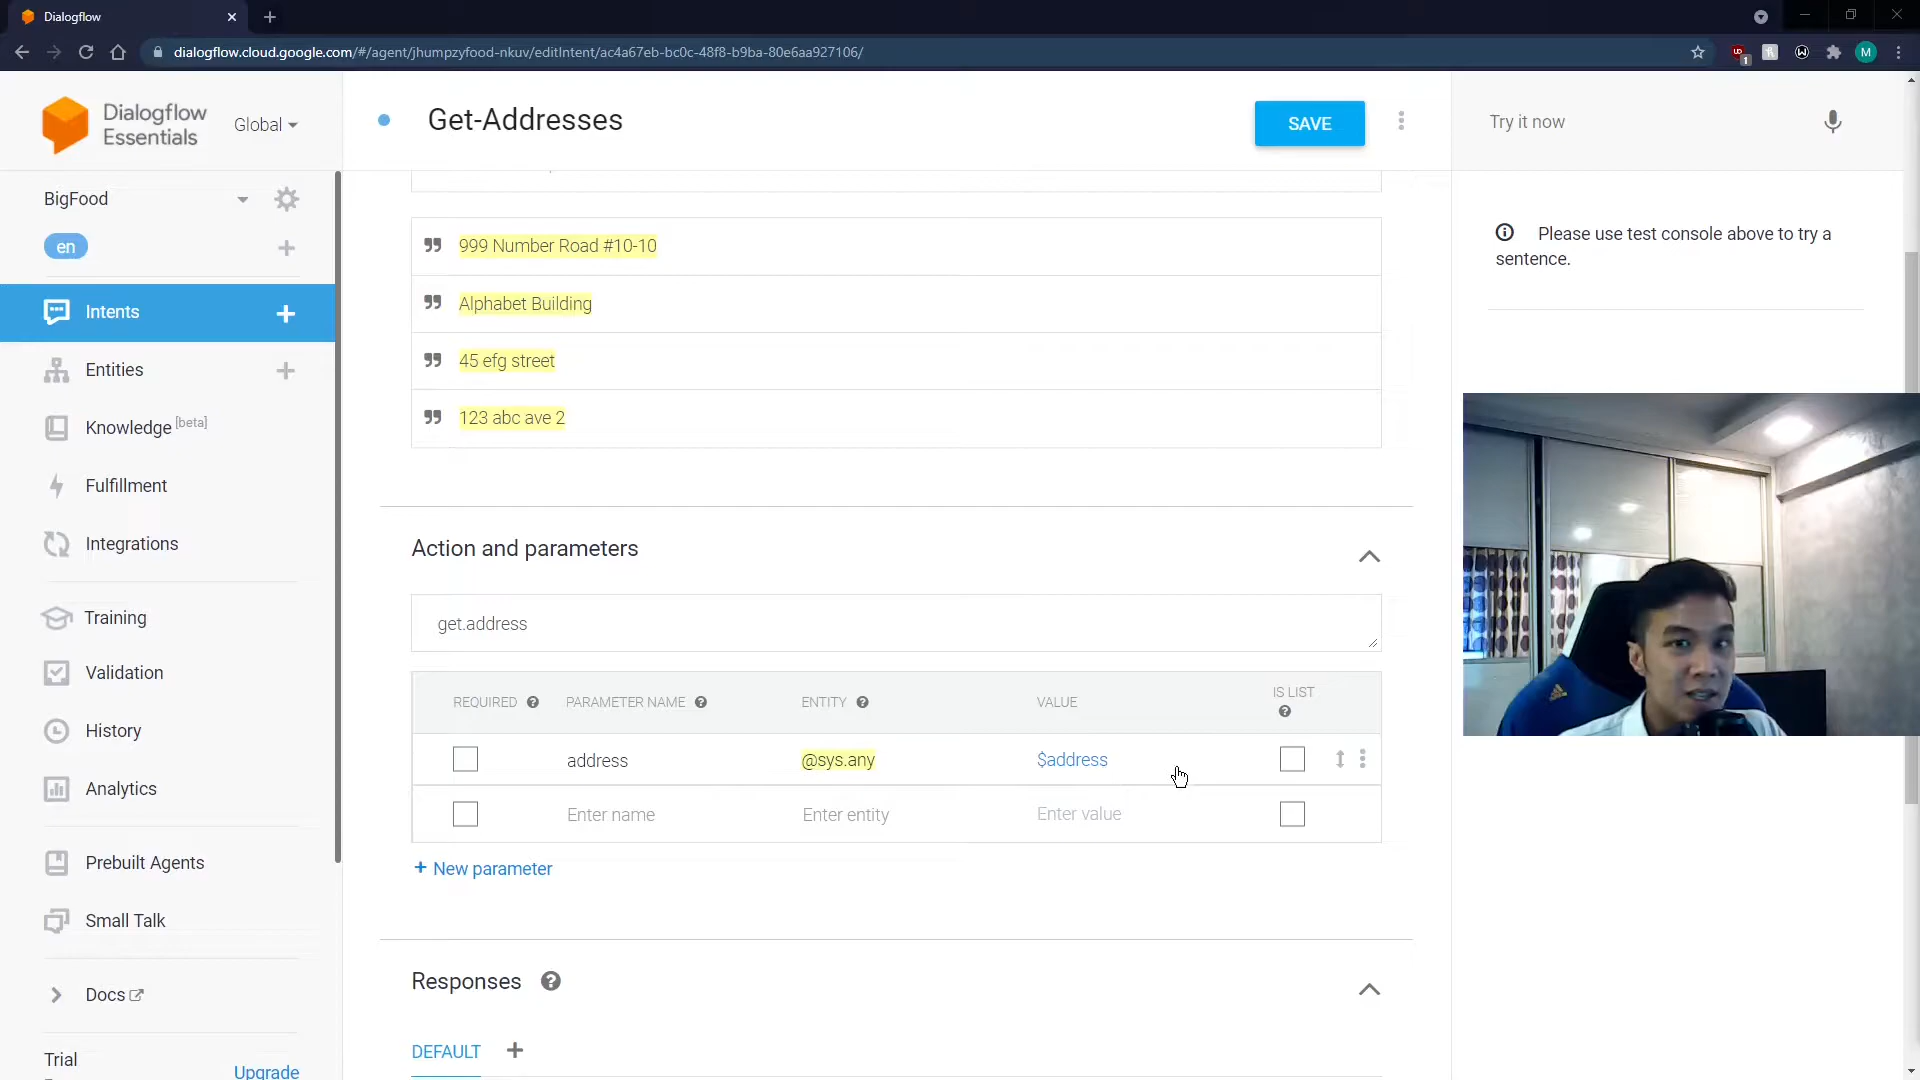 Dialogflow
dialogflow.cloud.google.com/#/agent/jhumpzyfood-nkuv/editIntent/ac4a67eb-bc0c-48f8-b9ba-80e6aa927106/
1
M
Dialogflow
Essentials
Global
BigFood
en
Intents
Entities
Knowledge [beta]
Fulfillment
Integrations
Training
Validation
History
Analytics
Prebuilt Agents
Small Talk
Docs
Trial
Upgrade
Get-Addresses
SAVE
999 Number Road #10-10
Alphabet Building
45 efg street
123 abc ave 2
Action and parameters
get.address
REQUIRED PARAMETER NAME ENTITY VALUE IS LIST
address @sys.any $address
Enter name Enter entity Enter value
+ New parameter
Responses
DEFAULT +
Try it now
Please use test console above to try a
sentence.